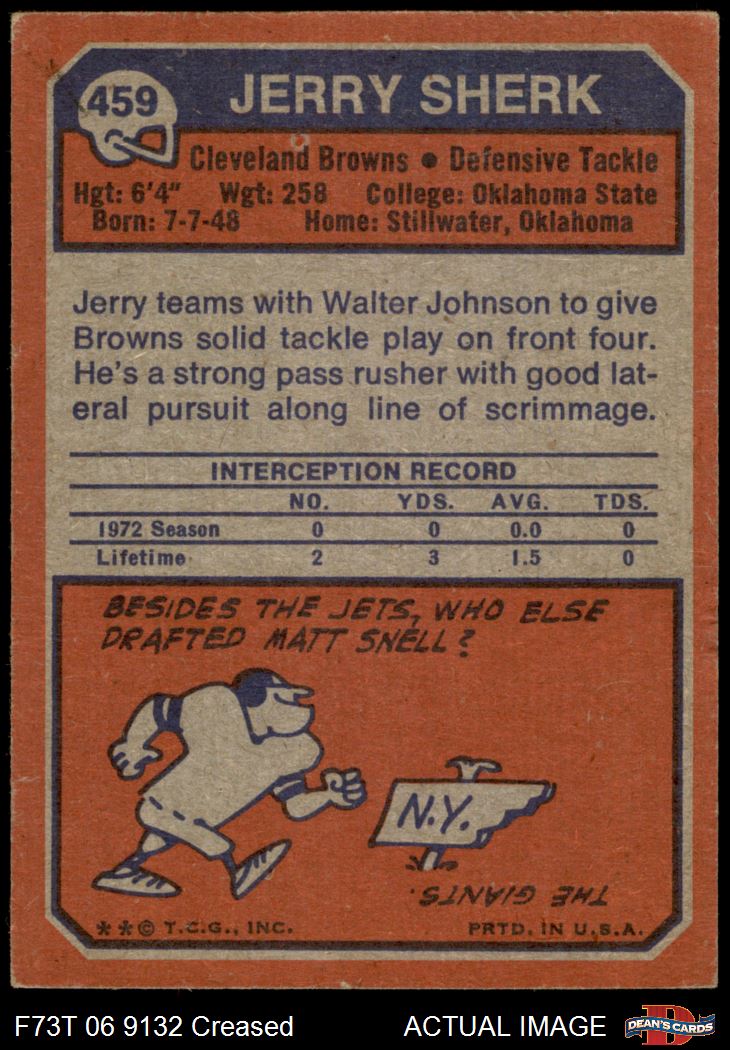 459
JERRY SHERK
Cleveland Browns • Defensive Tackle
Hgt: 6'4" Wgt: 258 College: Oklahoma State
Born: 7-7-48 Home: Stillwater, Oklahoma
Jerry teams with Walter Johnson to give
Browns solid tackle play on front four.
He's a strong pass rusher with good lat-
eral pursuit along line of scrimmage.
INTERCEPTION RECORD
NO. YDS. AVG. TDS.
1972 Season 0 0 0.0 0
Lifetime 2 3 1.5 0
BESIDES THE JETS, WHO ELSE
DRAFTED MATT SNELL?
N.Y.
THE GIANTS.
**© T.C.G., INC. PRTD. IN U.S.A.
F73T 06 9132 Creased ACTUAL IMAGE
D
DEAN'S CARDS